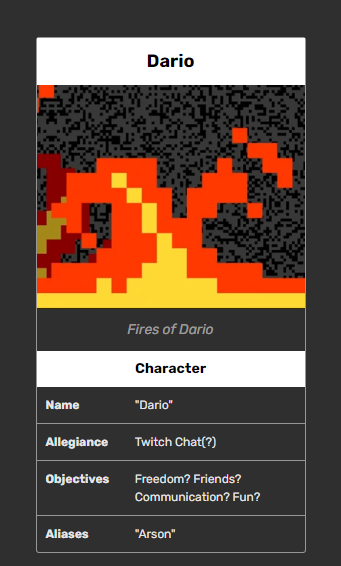 Dario
Fires of Dario
Character
Name "Dario"
Allegiance Twitch Chat(?)
Objectives Freedom? Friends?
Communication? Fun?
Aliases "Arson"